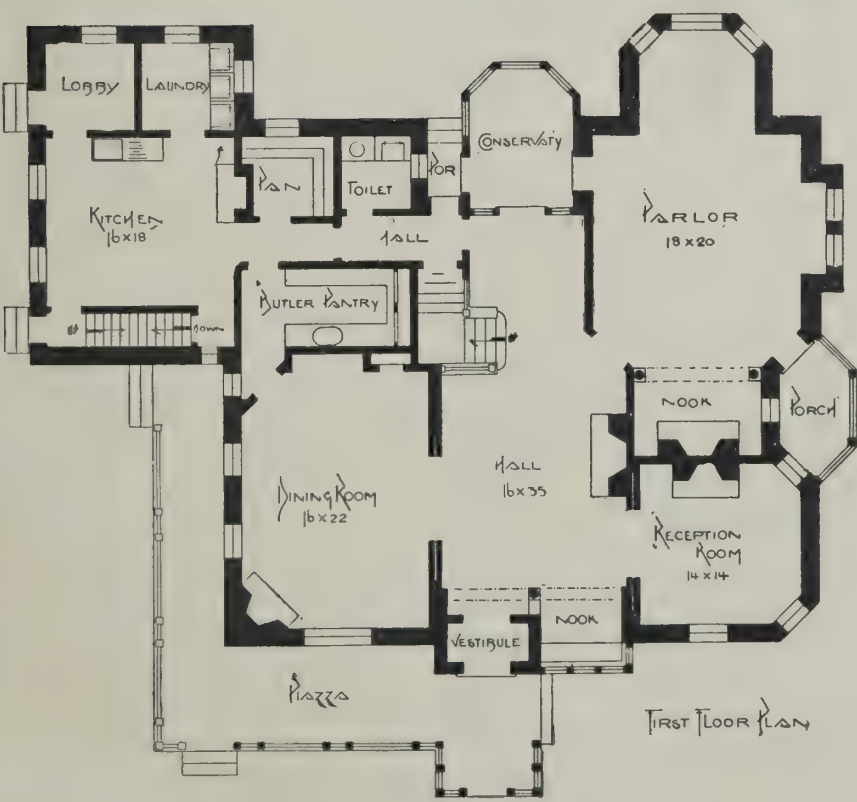 LOBBY
LAUNDRY
KITCHEN
16x18
PAN
TOILET
POR
CONSERVATY
PARLOR
18x20
HALL
BUTLER PANTRY
DOWN
NOOK
PORCH
DINING ROOM
16x22
HALL
16x35
RECEPTION
ROOM
14x14
VESTIBULE
NOOK
PIAZZA
FIRST FLOOR PLAN